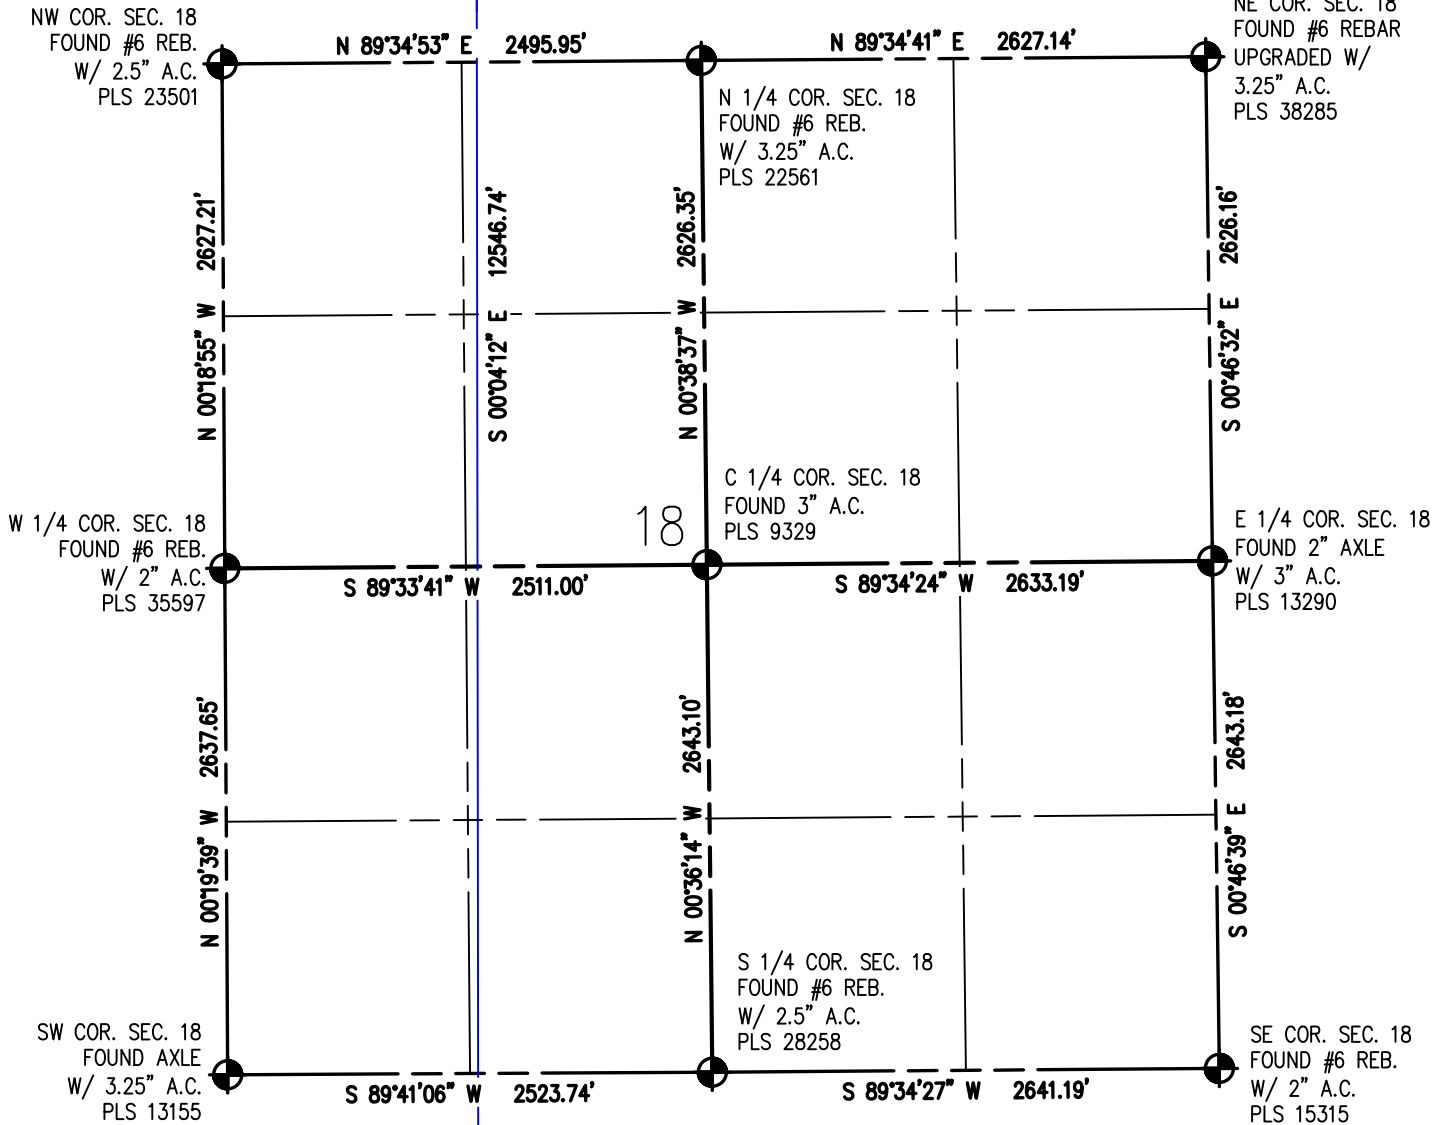 NW COR. SEC. 18
FOUND #6 REB.
W/ 2.5" A.C.
PLS 23501
N 89°34'53" E 2495.95'
N 89°34'41" E 2627.14'
NE COR. SEC. 18
FOUND #6 REBAR
UPGRADED W/
3.25" A.C.
PLS 38285
N 1/4 COR. SEC. 18
FOUND #6 REB.
W/ 3.25" A.C.
PLS 22561
N 00°18'55" W 2627.21'
S 00°04'12" E 12546.74'
N 00°38'37" W 2626.35'
S 00°46'32" E 2626.16'
C 1/4 COR. SEC. 18
FOUND 3" A.C.
PLS 9329
18
W 1/4 COR. SEC. 18
FOUND #6 REB.
W/ 2" A.C.
PLS 35597
E 1/4 COR. SEC. 18
FOUND 2" AXLE
W/ 3" A.C.
PLS 13290
S 89°33'41" W 2511.00'
S 89°34'24" W 2633.19'
N 00°19'39" W 2637.65'
N 00°36'14" W 2643.10'
S 00°46'39" E 2643.18'
S 1/4 COR. SEC. 18
FOUND #6 REB.
W/ 2.5" A.C.
PLS 28258
SW COR. SEC. 18
FOUND AXLE
W/ 3.25" A.C.
PLS 13155
SE COR. SEC. 18
FOUND #6 REB.
W/ 2" A.C.
PLS 15315
S 89°41'06" W 2523.74'
S 89°34'27" W 2641.19'